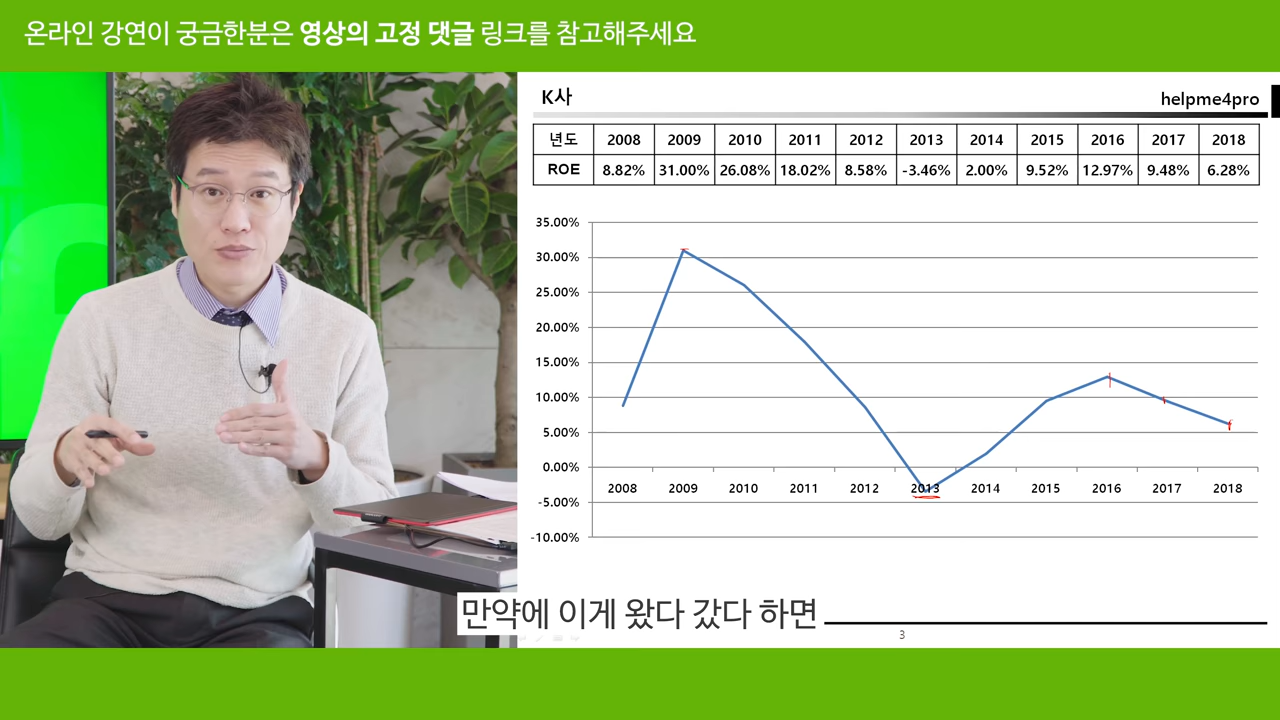 온라인 강연이 궁금한분은 영상의 고정 댓글 링크를 참고해주세요
K사
helpme4pro
년도 2008 2009 2010 2011 2012 2013 2014 2015 2016 2017 2018
ROE 8.82% 31.00% 26.08% 18.02% 8.58% -3.46% 2.00% 9.52% 12.97% 9.48% 6.28%
35.00%
30.00%
25.00%
20.00%
15.00%
10.00%
5.00%
0.00%
2008 2009 2010 2011 2012 2013 2014 2015 2016 2017 2018
-5.00%
-10.00%
만약에 이게 왔다 갔다 하면
3